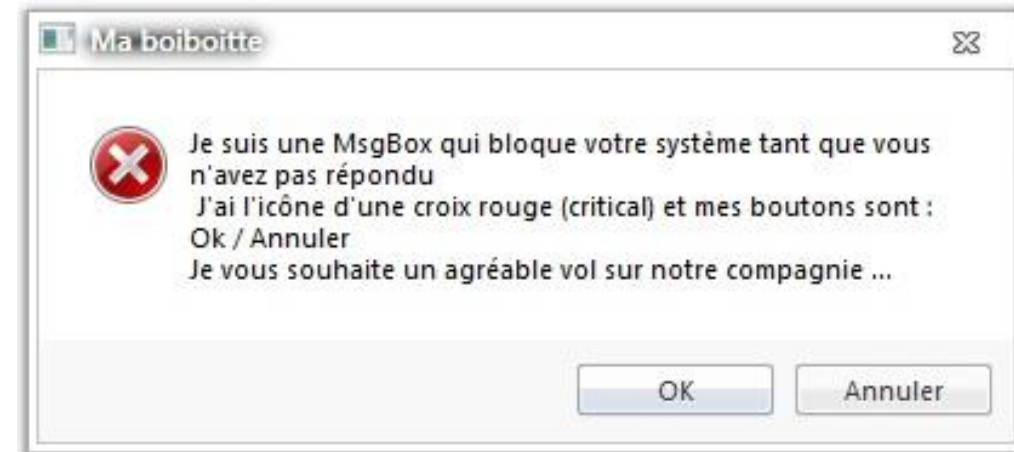 Ma boiboitte
Je suis une MsgBox qui bloque votre système tant que vous
n'avez pas répondu
J'ai l'icône d'une croix rouge (critical) et mes boutons sont :
Ok / Annuler
Je vous souhaite un agréable vol sur notre compagnie ...
OK
Annuler